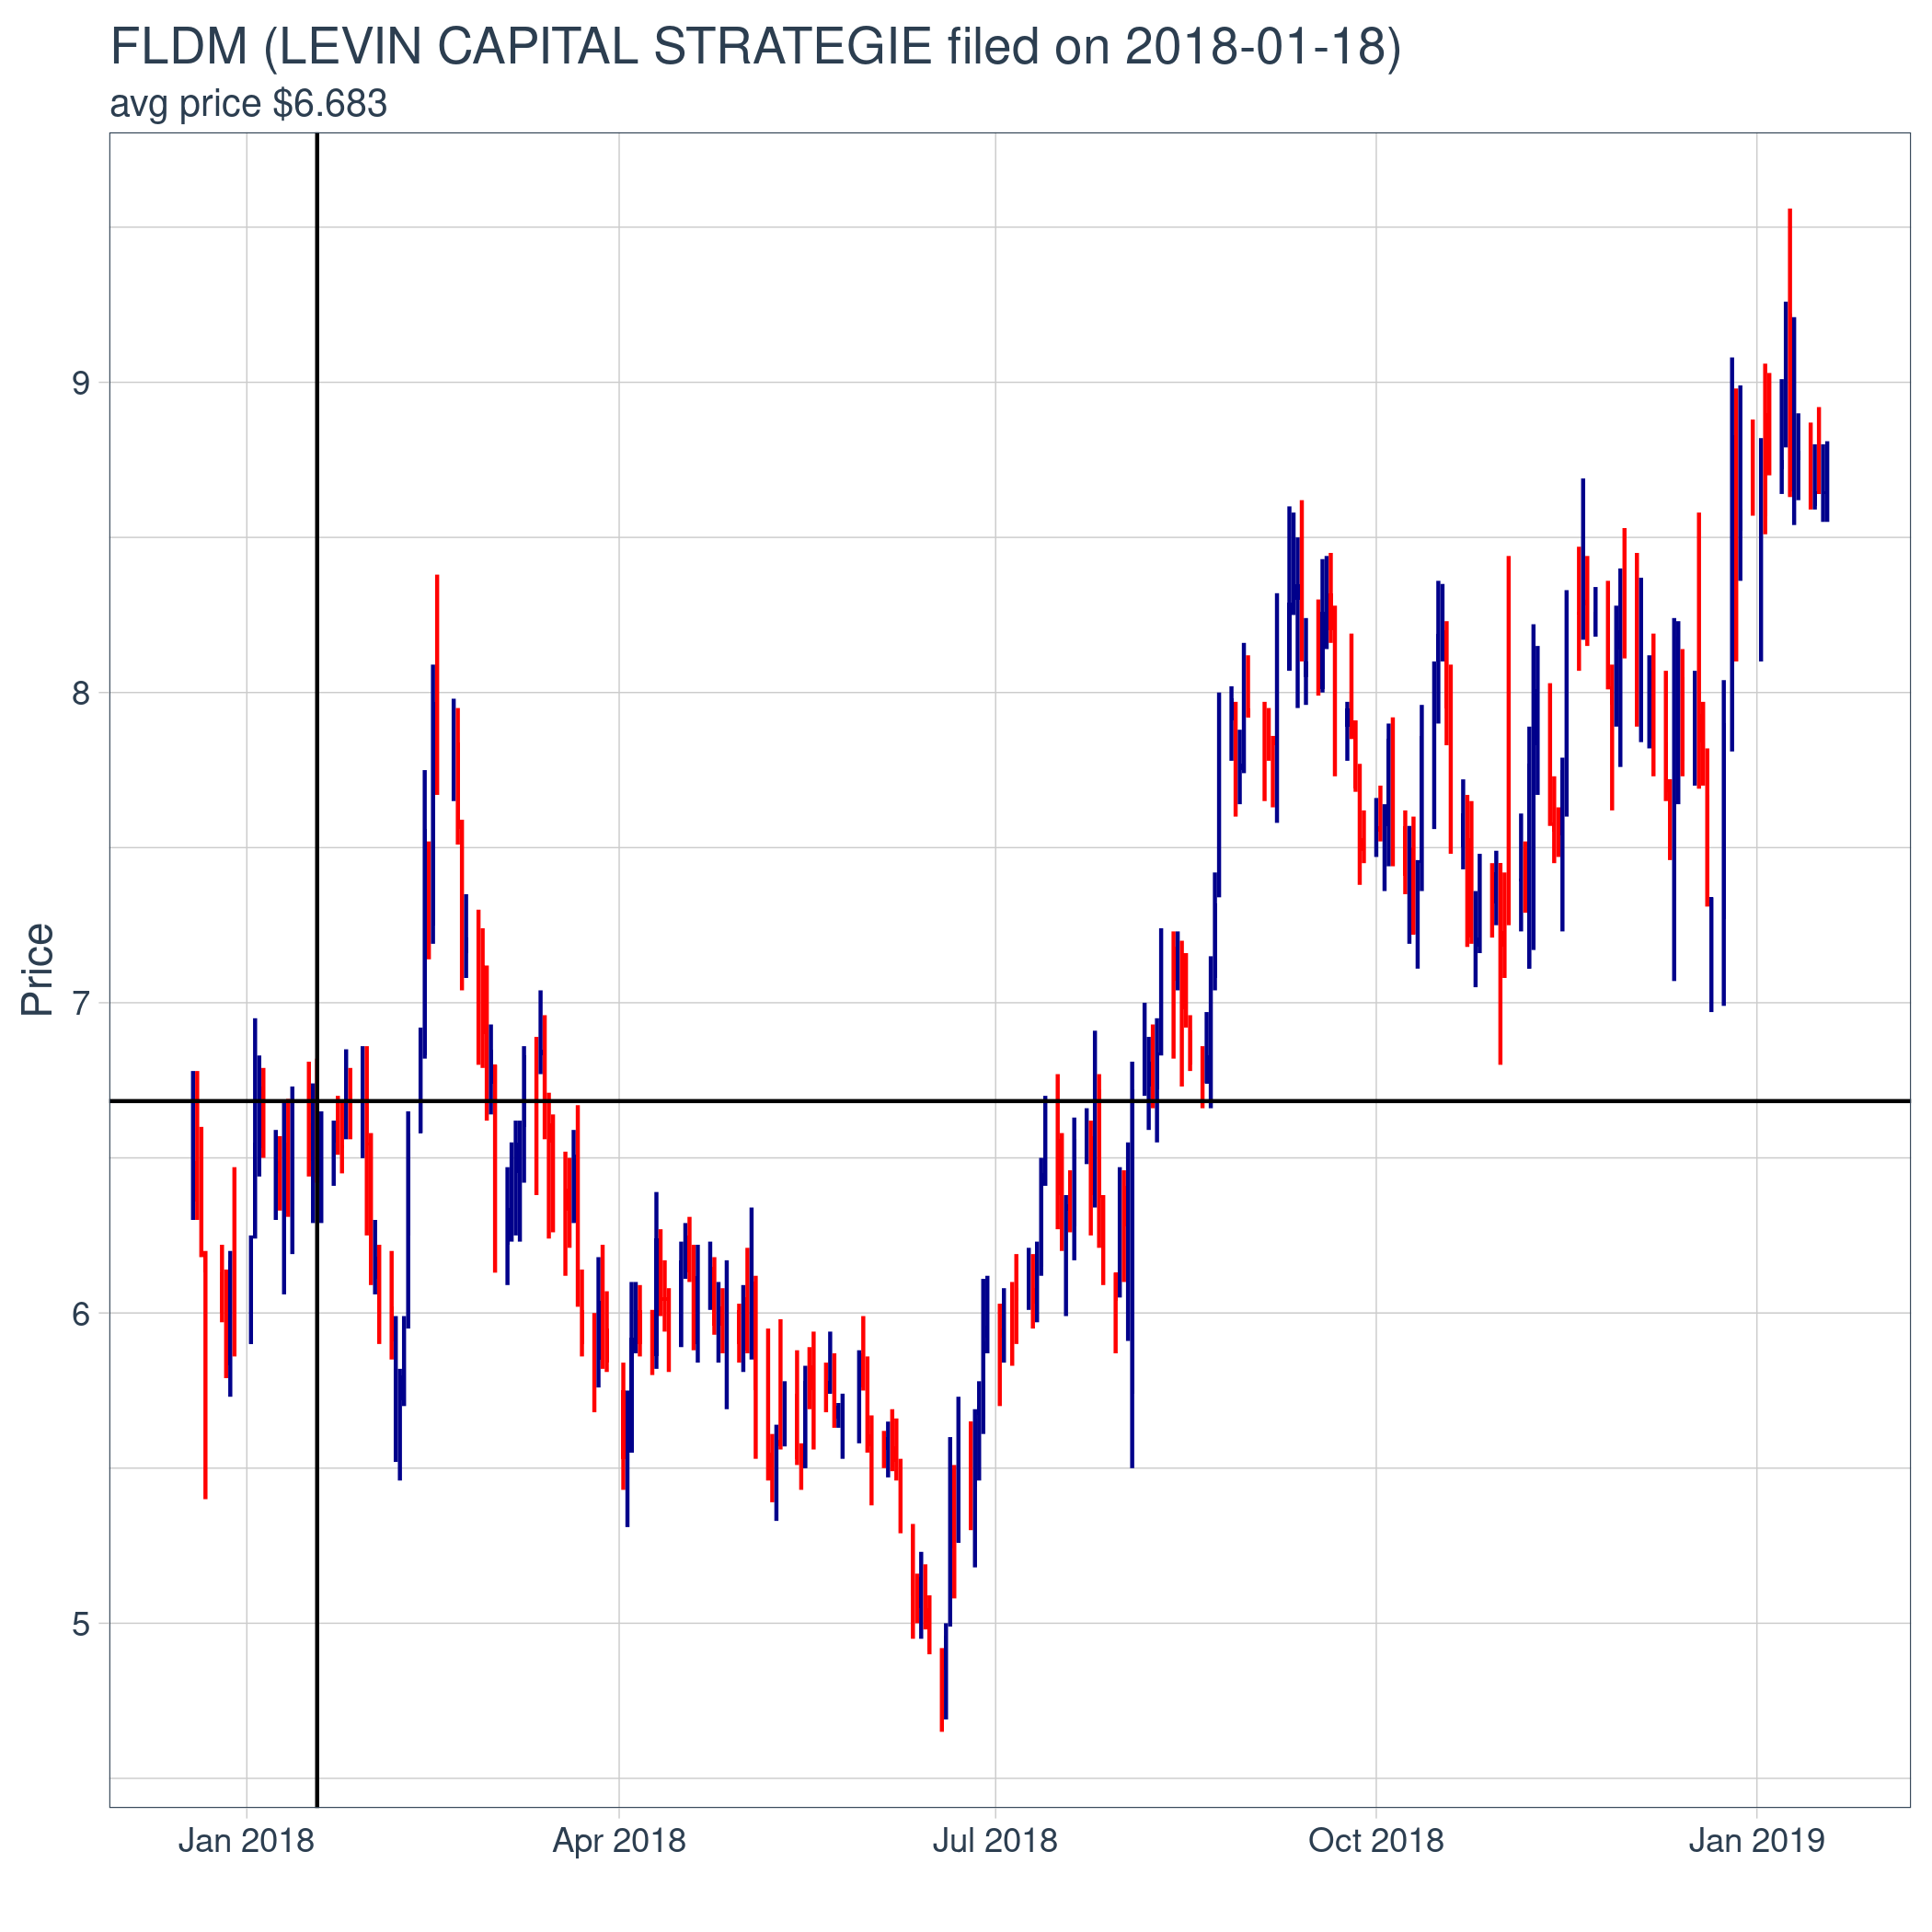 FLDM (LEVIN CAPITAL STRATEGIE filed on 2018-01-18)
avg price $6.683
Price
9
8
7
6
5
Jan 2018
Apr 2018
Jul 2018
Oct 2018
Jan 2019